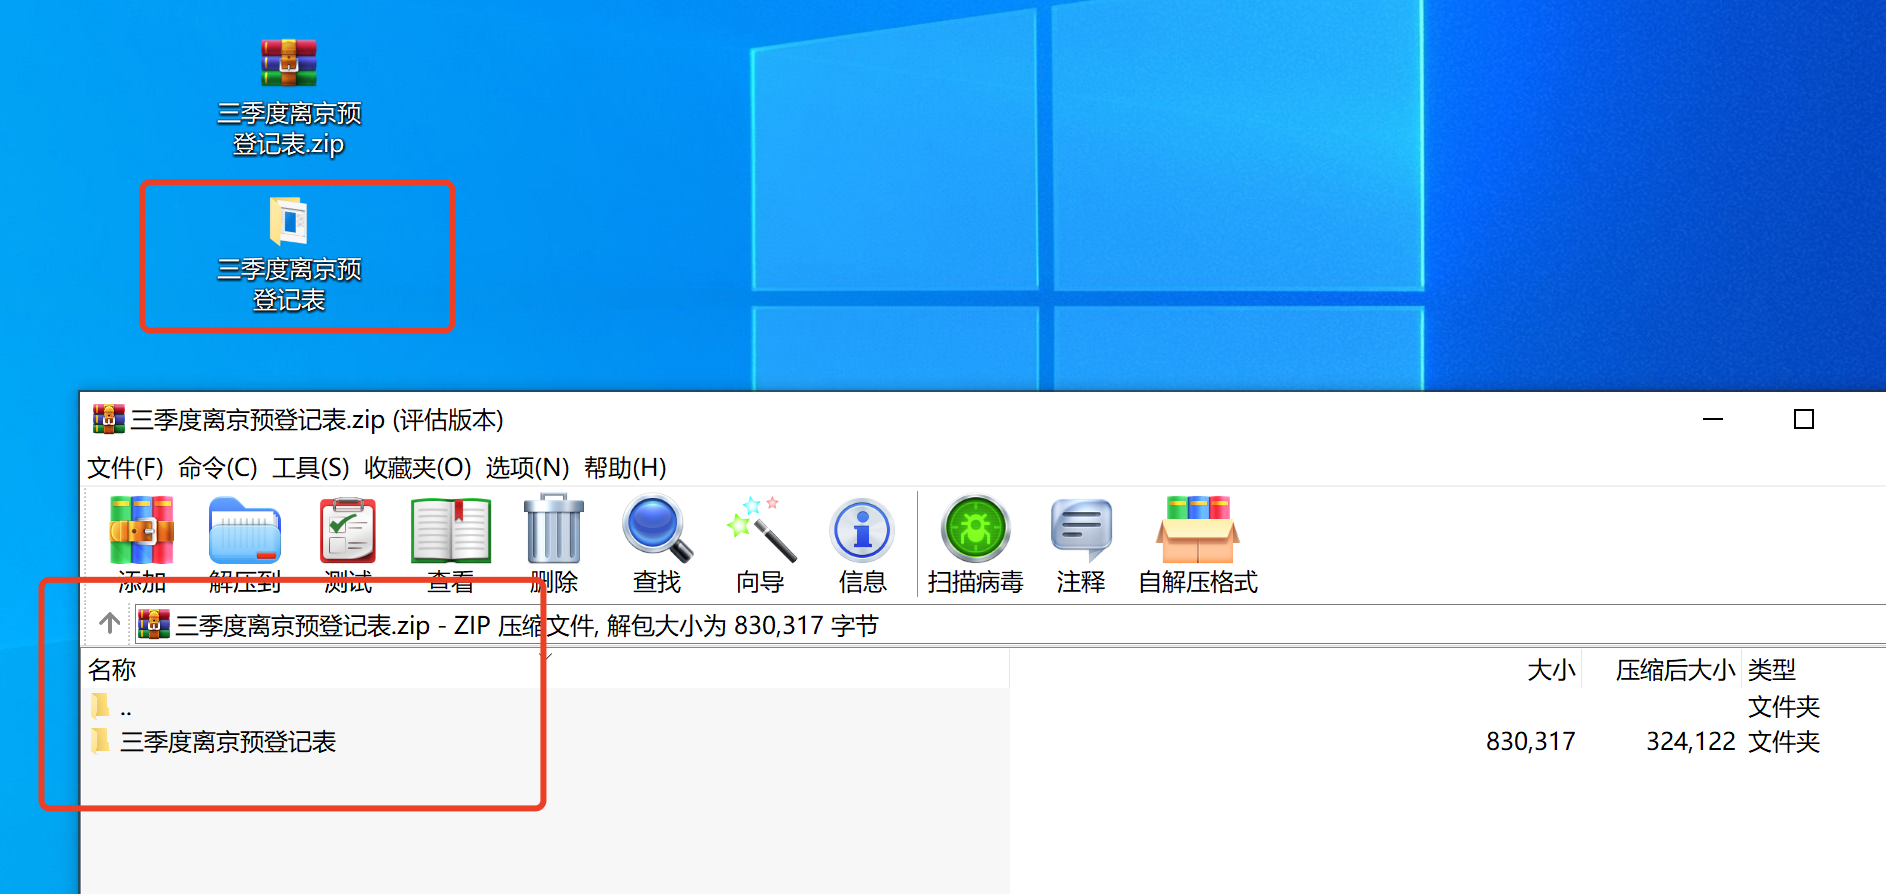 三季度离京预
登记表.zip
三季度离京预
登记表
三季度离京预登记表.zip (评估版本)
文件(F) 命令(C) 工具(S) 收藏夹(O) 选项(N) 帮助(H)
添加 解压到 测试 查看 删除 查找 向导 信息 扫描病毒 注释 自解压格式
三季度离京预登记表.zip - ZIP 压缩文件, 解包大小为 830,317 字节
名称 大小 压缩后大小 类型
.. 文件夹
三季度离京预登记表 830,317 324,122 文件夹